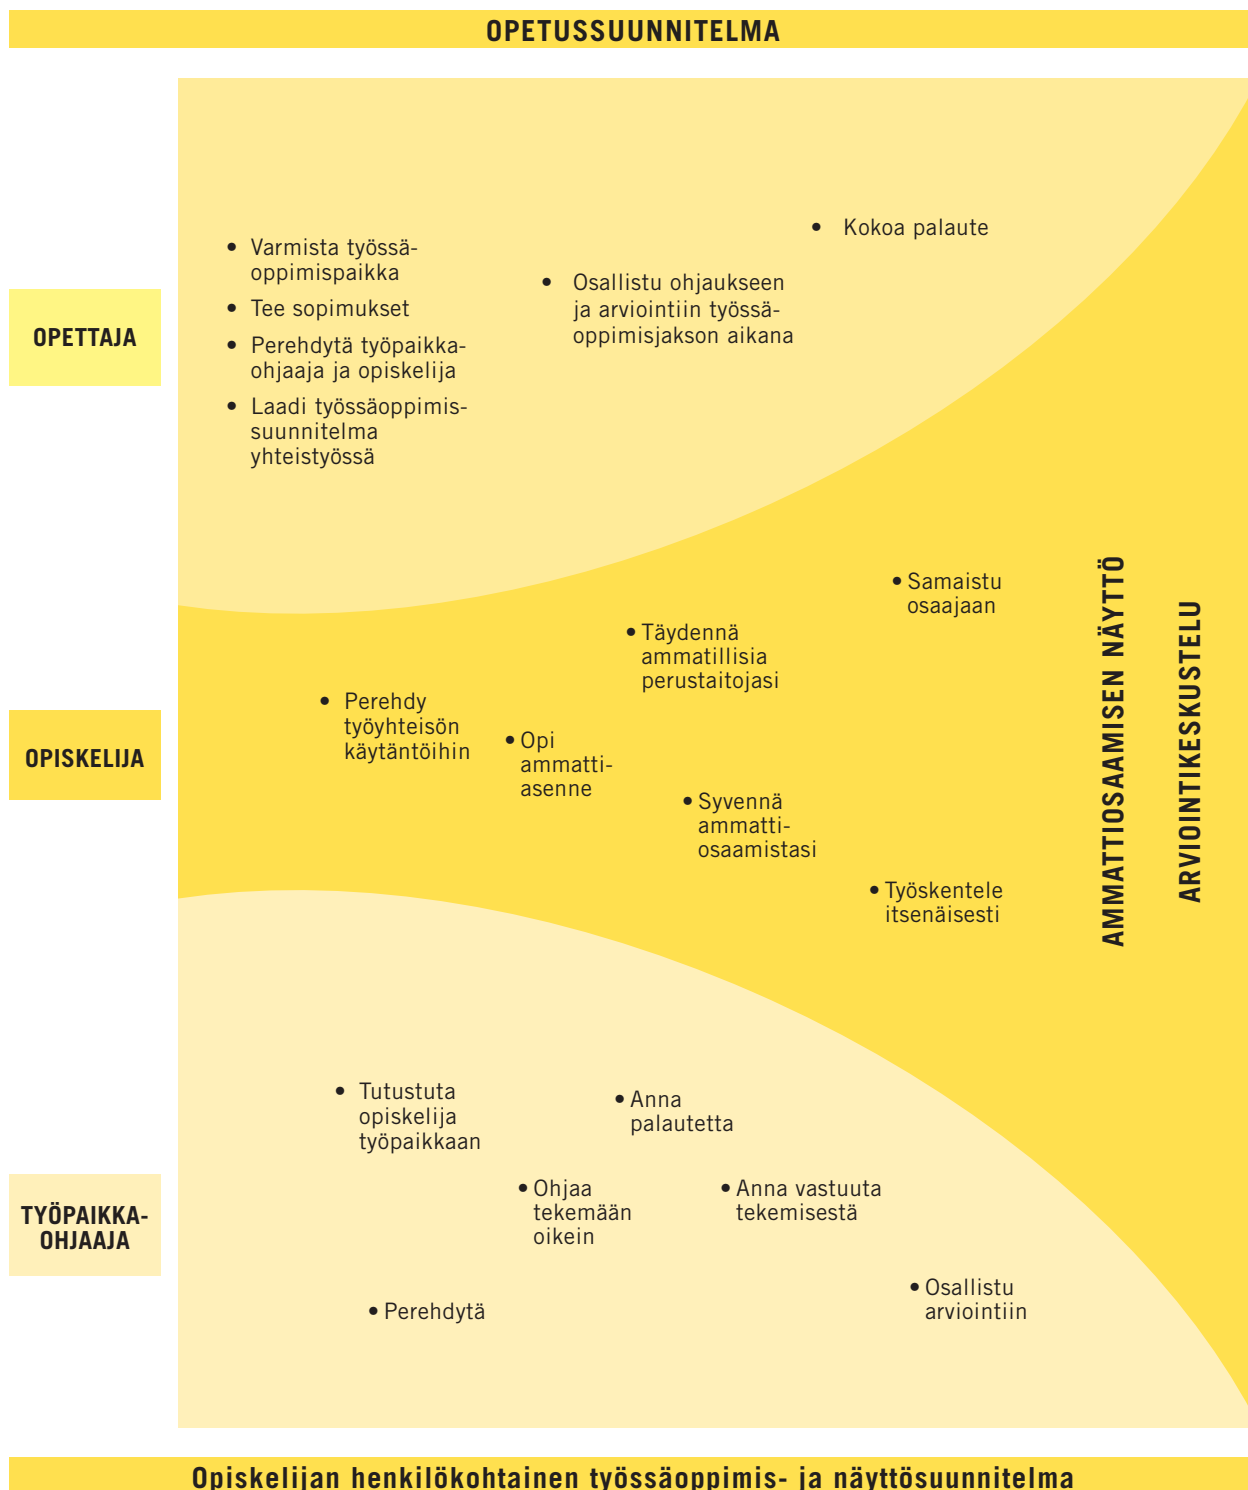 OPETUSSUUNNITELMA
OPETTAJA
• Varmista työssä-
oppimispaikka
• Tee sopimukset
• Perehdytä työpaikka-
ohjaaja ja opiskelija
• Laadi työssäoppimis-
suunnitelma
yhteistyössä
• Osallistu ohjaukseen
ja arviointiin työssä-
oppimisjakson aikana
• Kokoa palaute
OPISKELIJA
• Perehdy
työyhteisön
käytäntöihin
• Opi
ammatti-
asenne
• Täydennä
ammatillisia
perustaitojasi
• Syvennä
ammatti-
osaamistasi
• Samaistu
osaajaan
• Työskentele
itsenäisesti
AMMATTIOSAAMISEN NÄYTTÖ
ARVIOINTIKESKUSTELU
TYÖPAIKKA-
OHJAAJA
• Tutustuta
opiskelija
työpaikkaan
• Perehdytä
• Ohjaa
tekemään
oikein
• Anna
palautetta
• Anna vastuuta
tekemisestä
• Osallistu
arviointiin
Opiskelijan henkilökohtainen työssäoppimis- ja näyttösuunnitelma